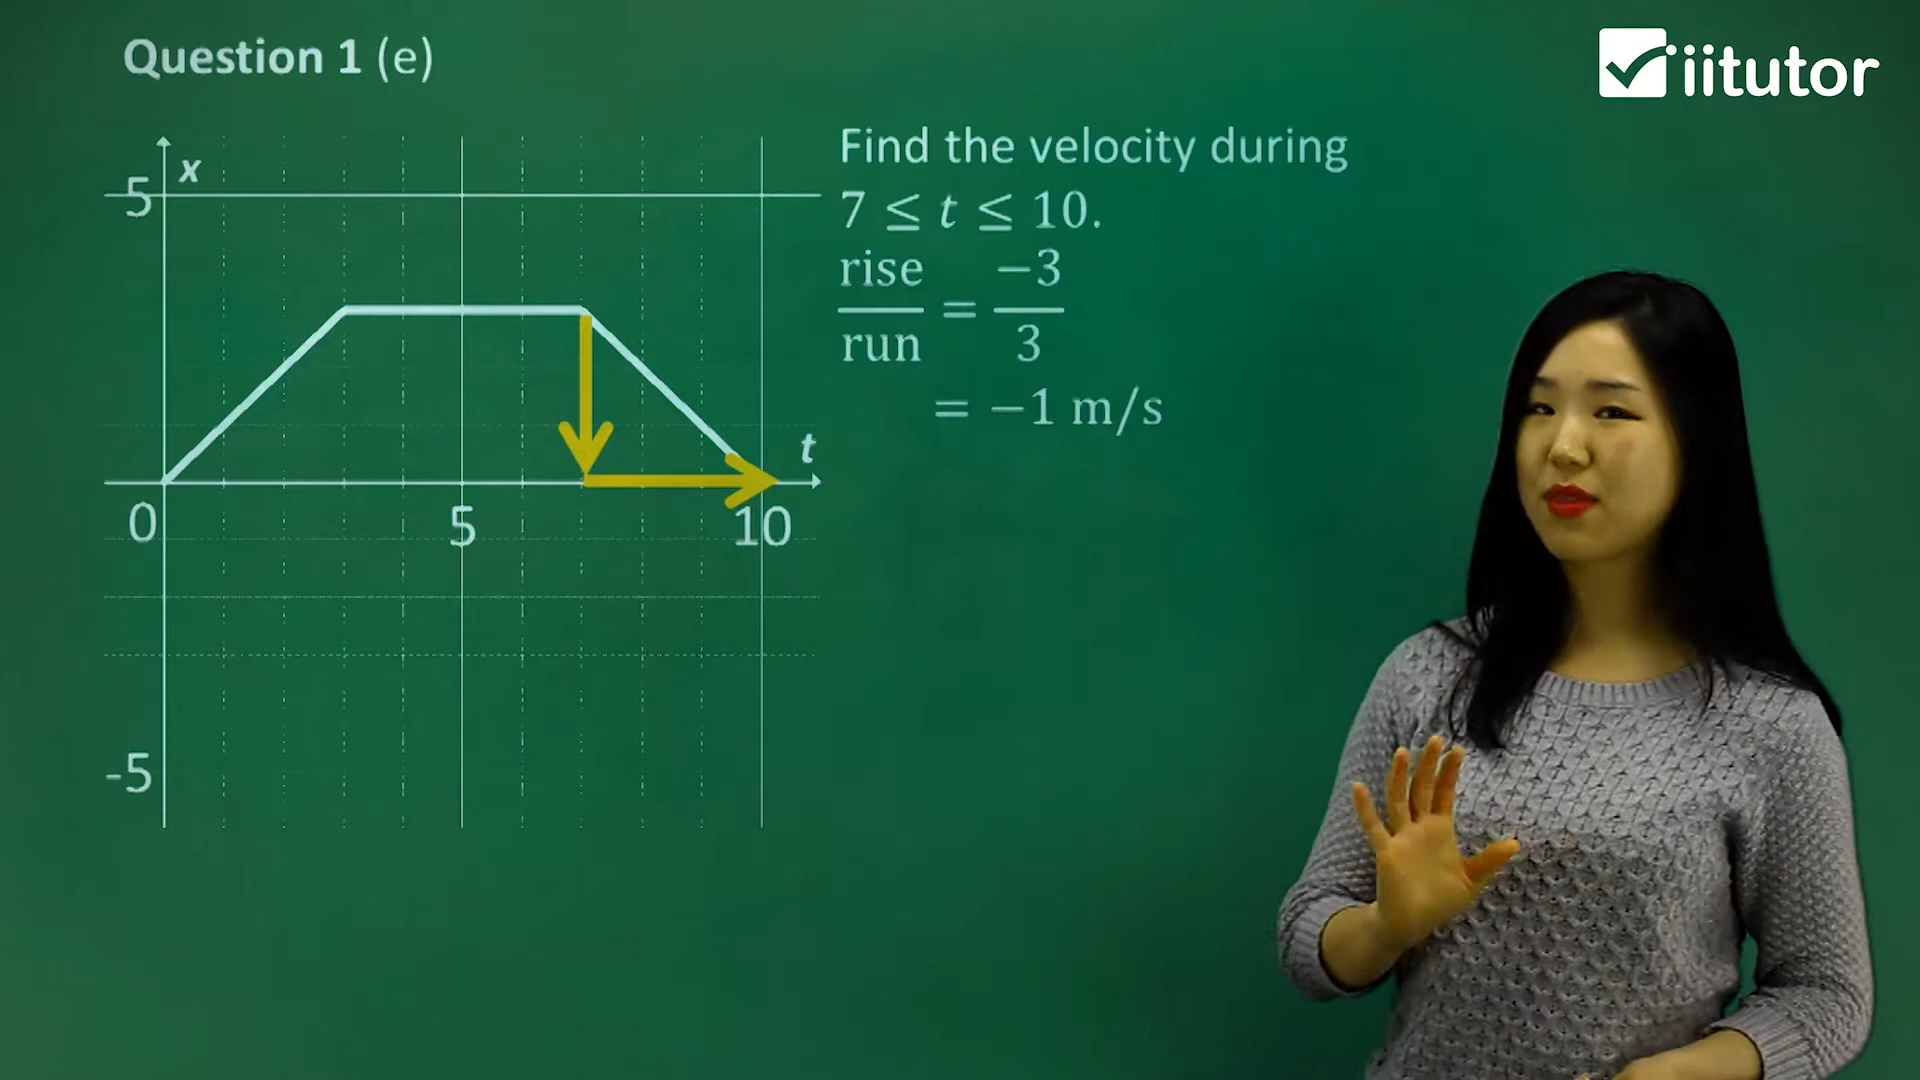 Question 1 (e)
iitutor
x
5
t
0
5
10
-5
Find the velocity during
7 ≤ t ≤ 10.
rise/run = −3/3
= −1 m/s